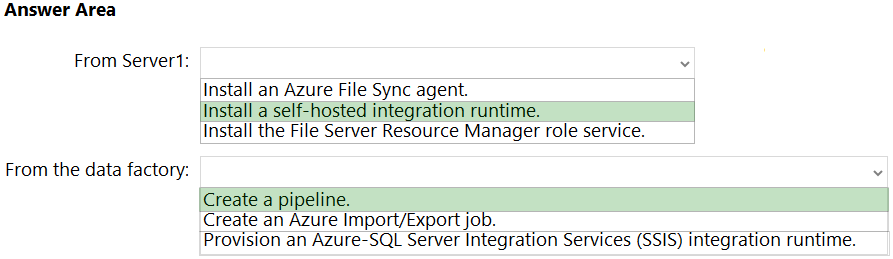 Answer Area
From Server1:
Install an Azure File Sync agent.
Install a self-hosted integration runtime.
Install the File Server Resource Manager role service.
From the data factory:
Create a pipeline.
Create an Azure Import/Export job.
Provision an Azure-SQL Server Integration Services (SSIS) integration runtime.